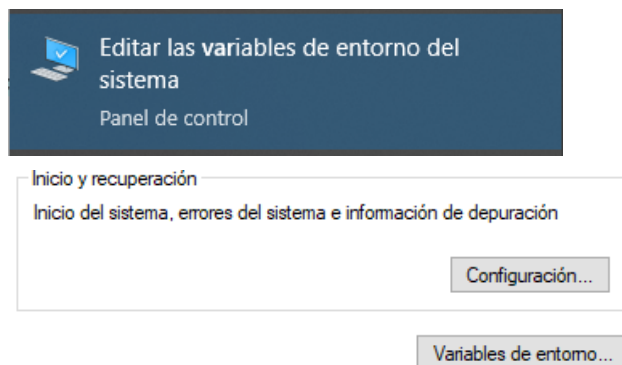 Editar las variables de entorno del
sistema
Panel de control
Inicio y recuperación
Inicio del sistema, errores del sistema e información de depuración
Configuración...
Variables de entorno...